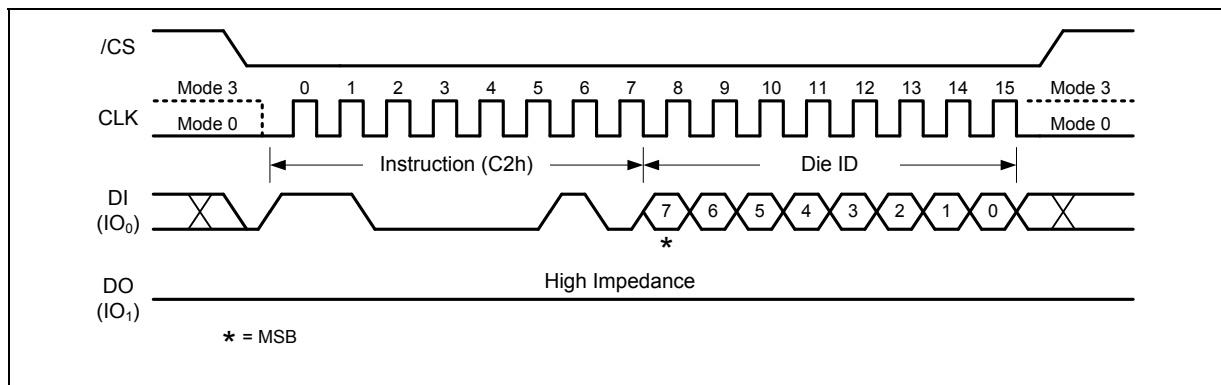 /CS
Mode 3 0 1 2 3 4 5 6 7 8 9 10 11 12 13 14 15 Mode 3
CLK
Mode 0 Mode 0
Instruction (C2h) Die ID
DI
(IO₀)
7 6 5 4 3 2 1 0
*
High Impedance
DO
(IO₁)
* = MSB